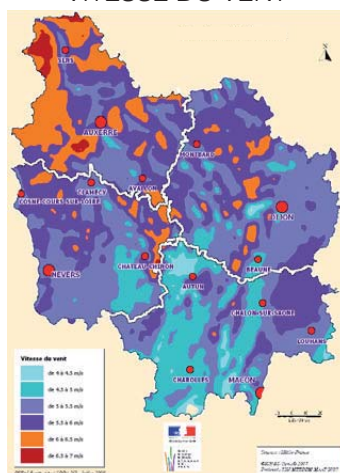 VITESSE DU VENT
SENS
AUXERRE
MONTBARD
AVALLON
CLAMECY
COSNE-COURS-SUR-LOIRE
DIJON
CHATEAU-CHINON
BEAUNE
NEVERS
AUTUN
CHALON-SUR-SAONE
LOUHANS
CHAROLLES
MACON
Vitesse du vent
de 4 à 4.5 m/s
de 4.5 à 5 m/s
de 5 à 5.5 m/s
de 5.5 à 6 m/s
de 6 à 6.5 m/s
de 6.5 à 7 m/s